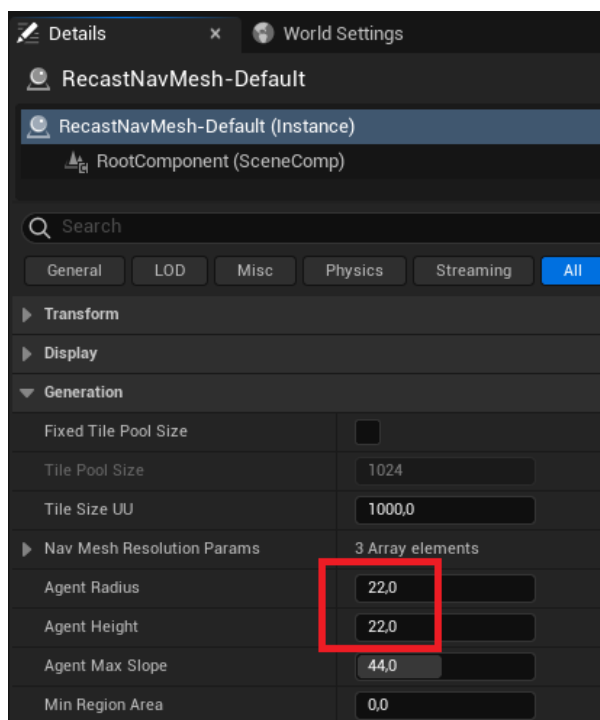 Details × World Settings
RecastNavMesh-Default
RecastNavMesh-Default (Instance)
RootComponent (SceneComp)
Search
General LOD Misc Physics Streaming All
Transform
Display
Generation
Fixed Tile Pool Size
Tile Pool Size 1024
Tile Size UU 1000,0
Nav Mesh Resolution Params 3 Array elements
Agent Radius 22,0
Agent Height 22,0
Agent Max Slope 44,0
Min Region Area 0,0